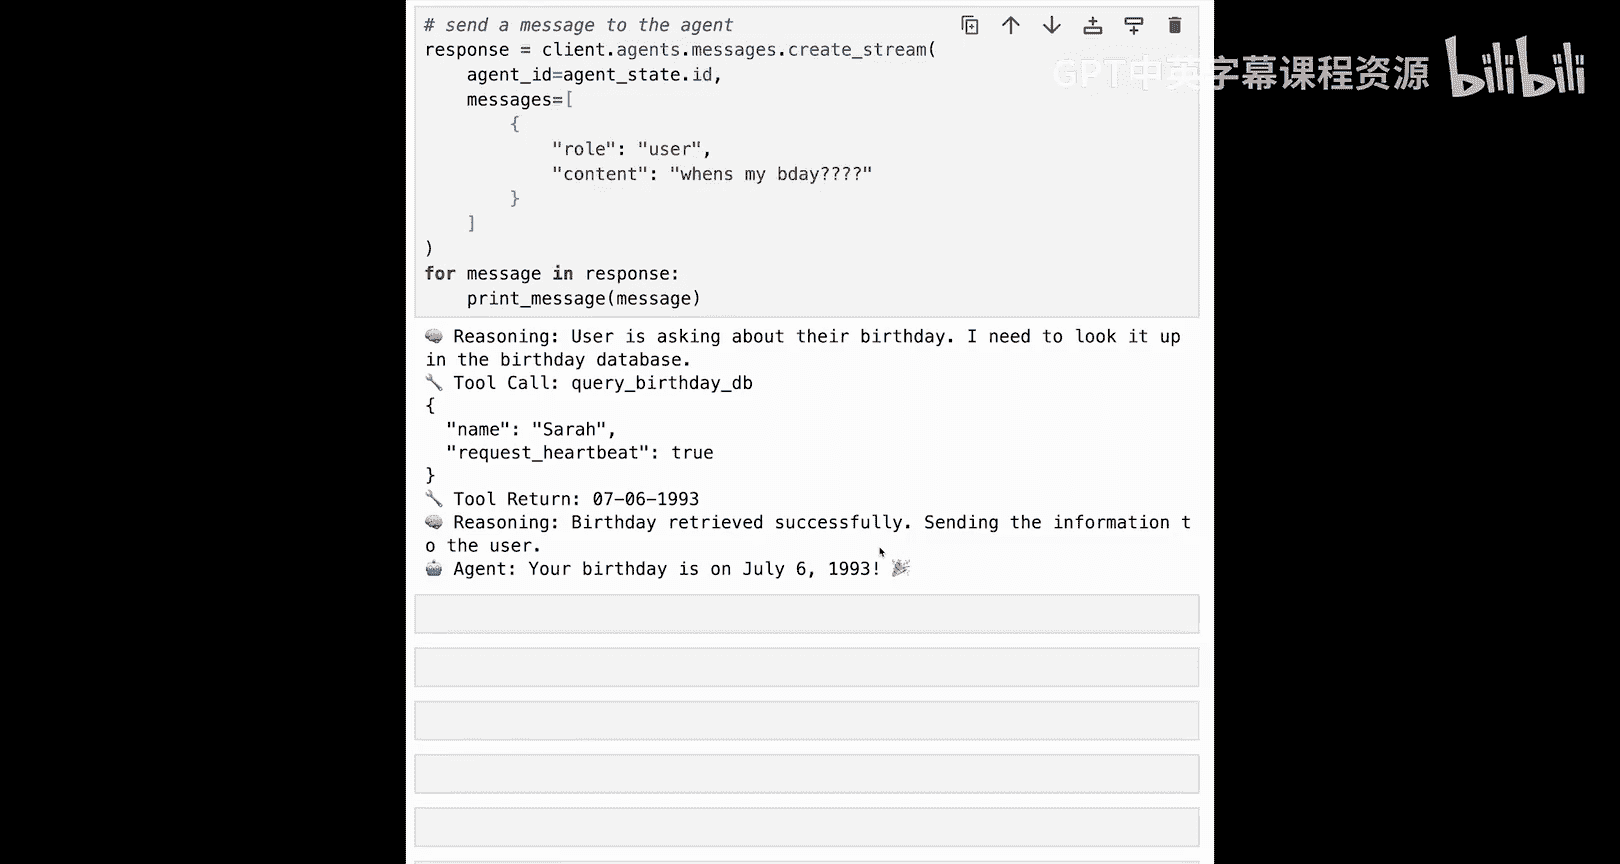 # send a message to the agent
response = client.agents.messages.create_stream(
    agent_id=agent_state.id,
    messages=[
        {
            "role": "user",
            "content": "whens my bday????"
        }
    ]
)
for message in response:
    print_message(message)
GPT中英字幕课程资源 bilibili
🧠 Reasoning: User is asking about their birthday. I need to look it up
in the birthday database.
🔧 Tool Call: query_birthday_db
{
  "name": "Sarah",
  "request_heartbeat": true
}
🔧 Tool Return: 07-06-1993
🧠 Reasoning: Birthday retrieved successfully. Sending the information t
o the user.
🤖 Agent: Your birthday is on July 6, 1993! 🎉